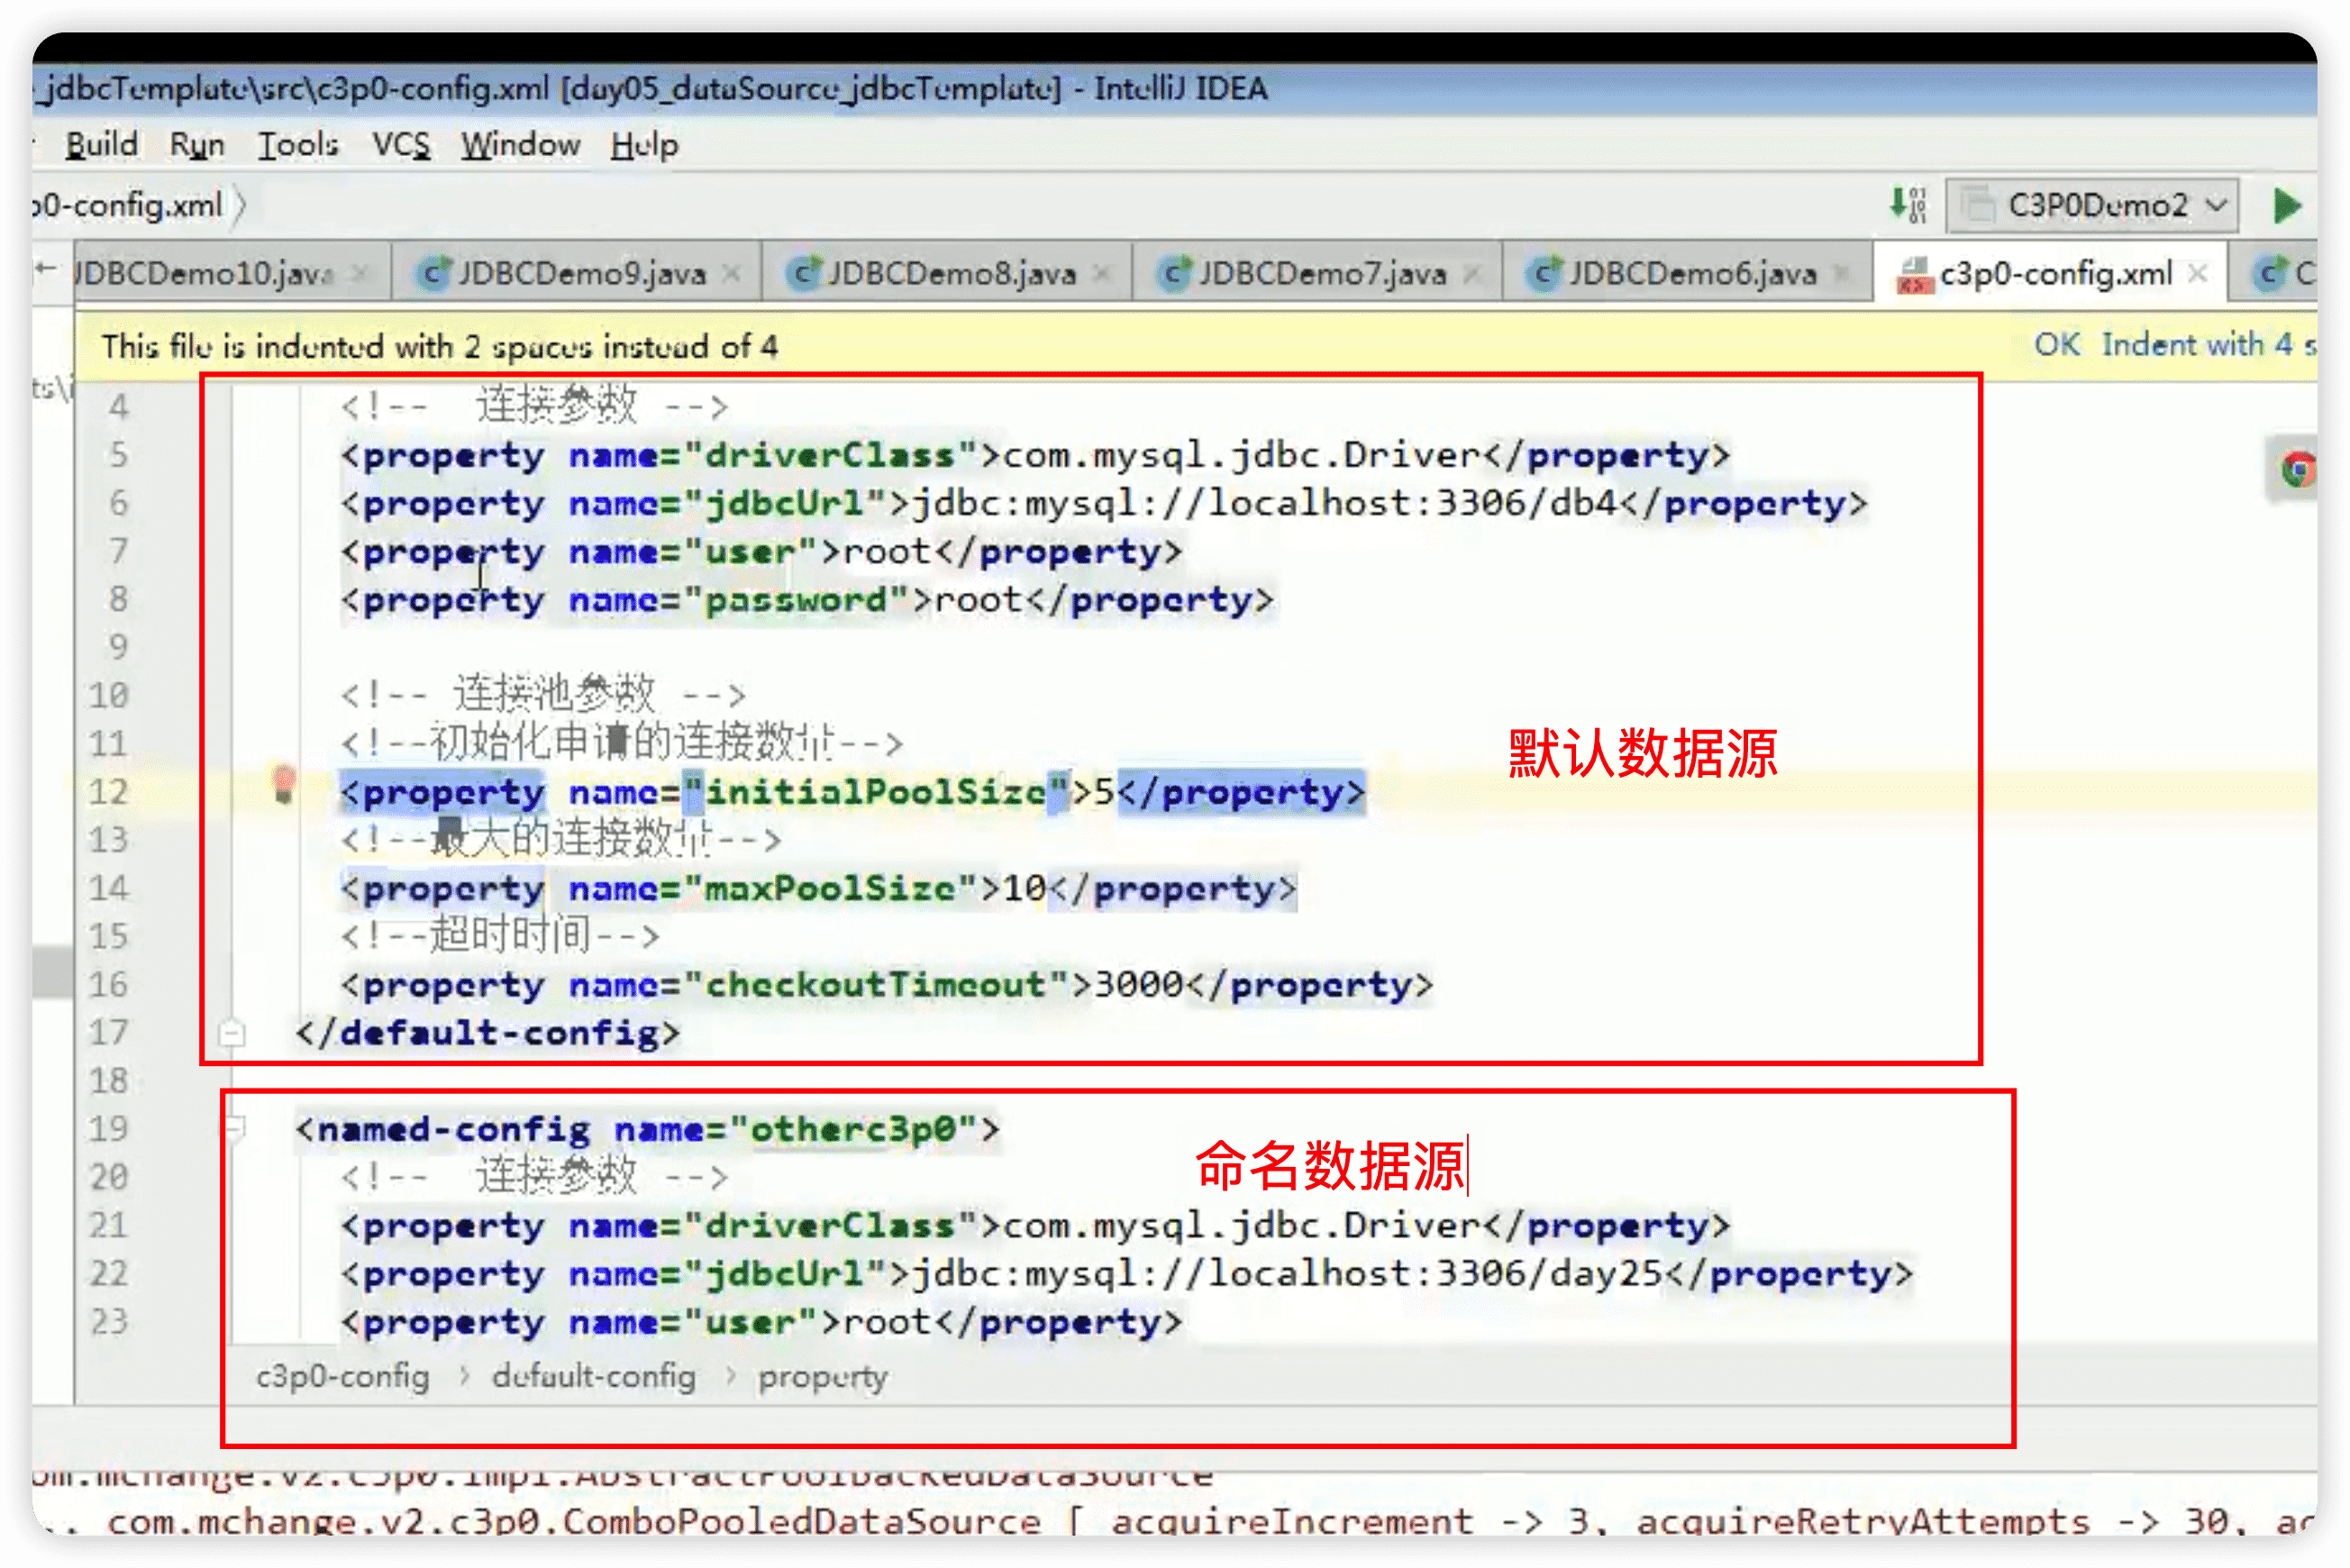 _jdbcTemplate\src\c3p0-config.xml [day05_dataSource_jdbcTemplate] - IntelliJ IDEA
Build Run Tools VCS Window Help
p0-config.xml
C3P0Demo2
JDBCDemo10.java JDBCDemo9.java JDBCDemo8.java JDBCDemo7.java JDBCDemo6.java c3p0-config.xml C
This file is indented with 2 spaces instead of 4 OK Indent with 4 s
ts\i
4 <!-- 连接参数 -->
5 <property name="driverClass">com.mysql.jdbc.Driver</property>
6 <property name="jdbcUrl">jdbc:mysql://localhost:3306/db4</property>
7 <property name="user">root</property>
8 <property name="password">root</property>
9
10 <!-- 连接池参数 -->
11 <!--初始化申请的连接数量-->
默认数据源
12 <property name="initialPoolSize">5</property>
13 <!--最大的连接数量-->
14 <property name="maxPoolSize">10</property>
15 <!--超时时间-->
16 <property name="checkoutTimeout">3000</property>
17 </default-config>
18
19 <named-config name="otherc3p0">
命名数据源
20 <!-- 连接参数 -->
21 <property name="driverClass">com.mysql.jdbc.Driver</property>
22 <property name="jdbcUrl">jdbc:mysql://localhost:3306/day25</property>
23 <property name="user">root</property>
c3p0-config › default-config › property
om.mchange.v2.c3p0.impl.AbstractPoolBackedDataSource
.. com.mchange.v2.c3p0.ComboPooledDataSource [ acquireIncrement -> 3, acquireRetryAttempts -> 30, ac